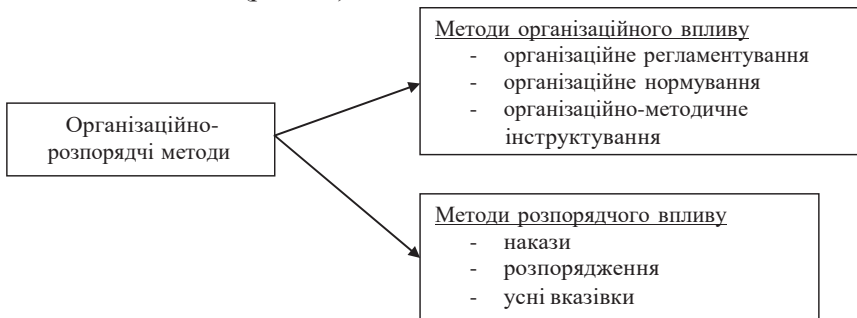 Організаційно-
розпорядчі методи
Методи організаційного впливу
- організаційне регламентування
- організаційне нормування
- організаційно-методичне
інструктування
Методи розпорядчого впливу
- накази
- розпорядження
- усні вказівки